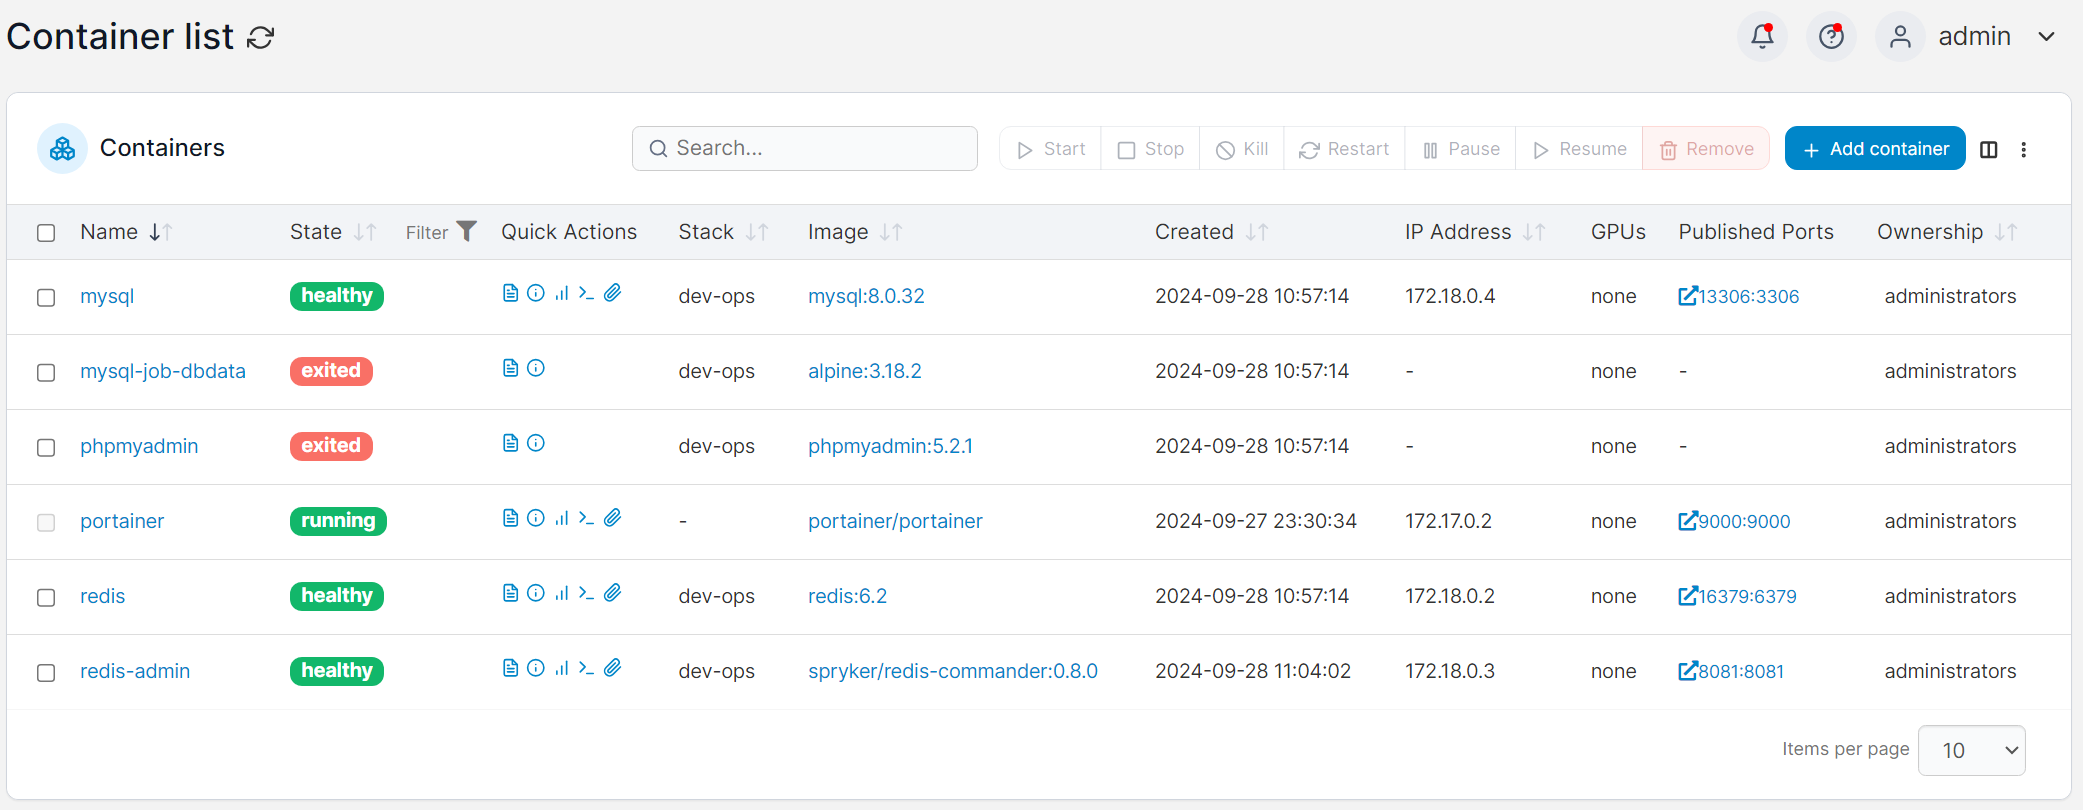 Container list
admin
Containers
Search...
Start Stop Kill Restart Pause Resume Remove Add container
Name State Filter Quick Actions Stack Image Created IP Address GPUs Published Ports Ownership
mysql healthy dev-ops mysql:8.0.32 2024-09-28 10:57:14 172.18.0.4 none 13306:3306 administrators
mysql-job-dbdata exited dev-ops alpine:3.18.2 2024-09-28 10:57:14 - none - administrators
phpmyadmin exited dev-ops phpmyadmin:5.2.1 2024-09-28 10:57:14 - none - administrators
portainer running - portainer/portainer 2024-09-27 23:30:34 172.17.0.2 none 9000:9000 administrators
redis healthy dev-ops redis:6.2 2024-09-28 10:57:14 172.18.0.2 none 16379:6379 administrators
redis-admin healthy dev-ops spryker/redis-commander:0.8.0 2024-09-28 11:04:02 172.18.0.3 none 8081:8081 administrators
Items per page 10